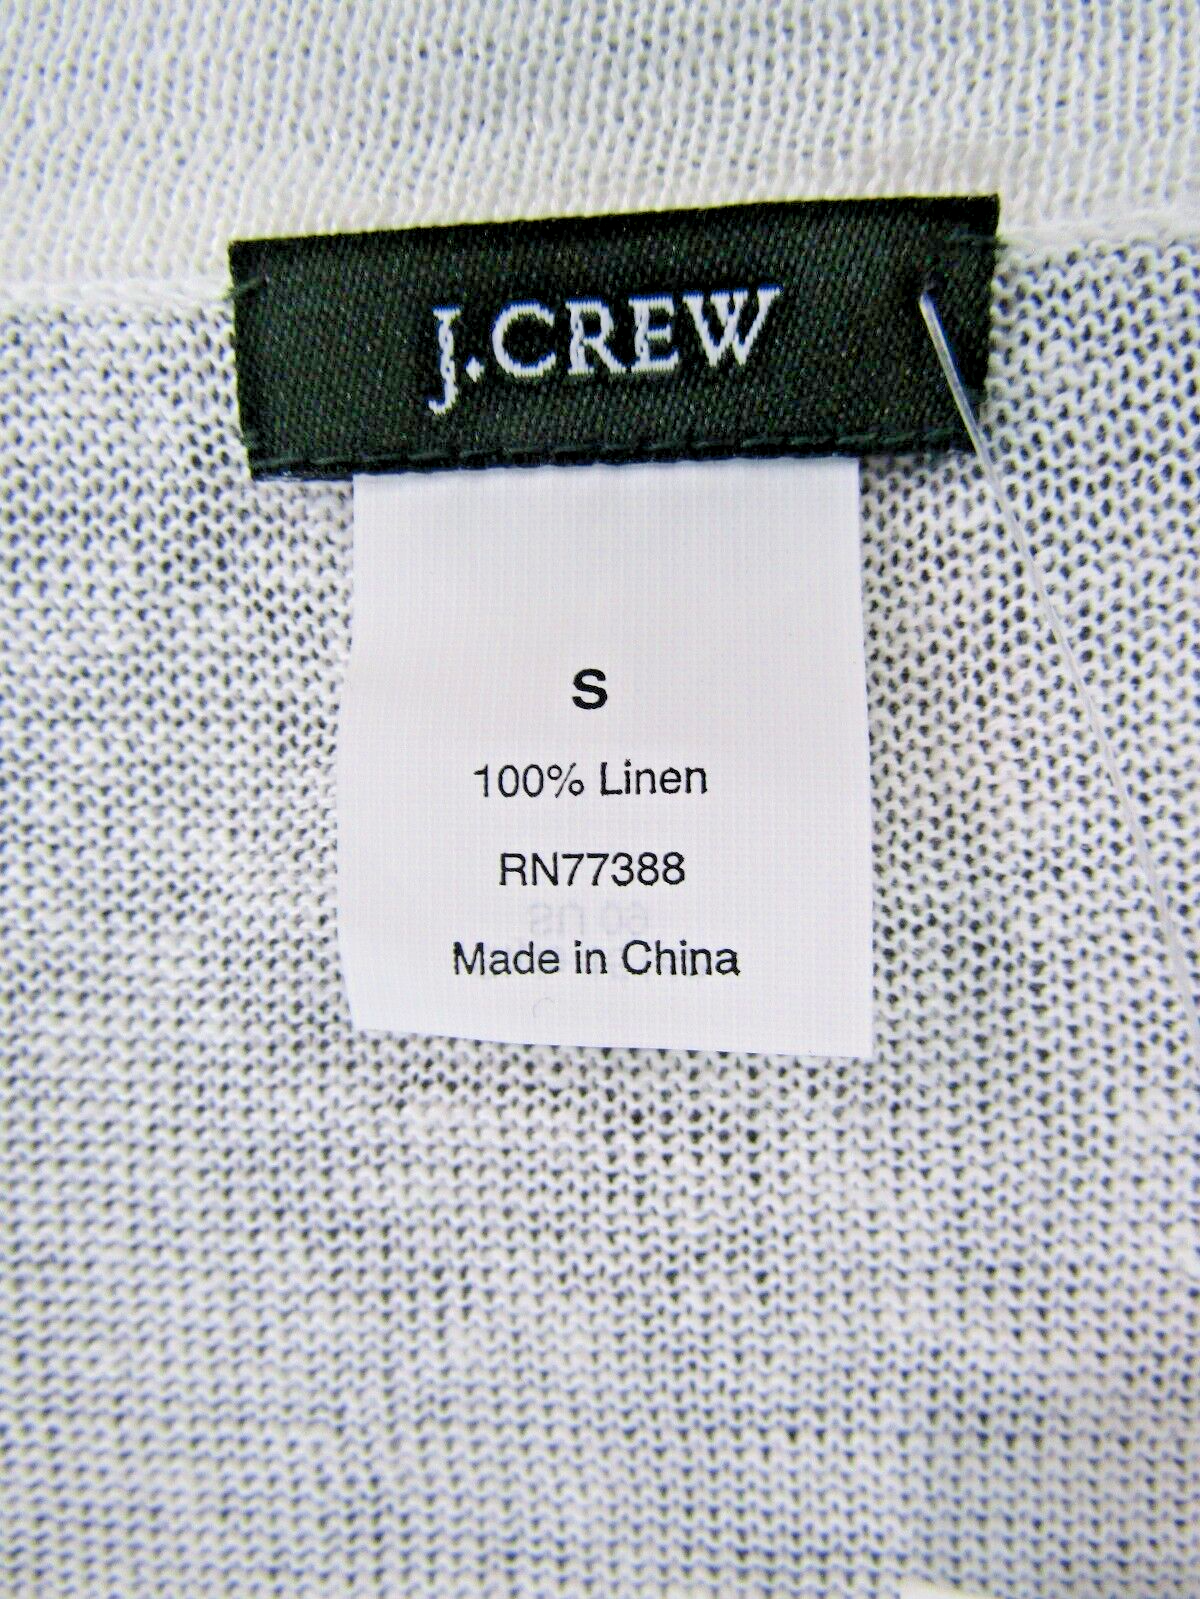 J.CREW
S
100% Linen
RN77388
Made in China